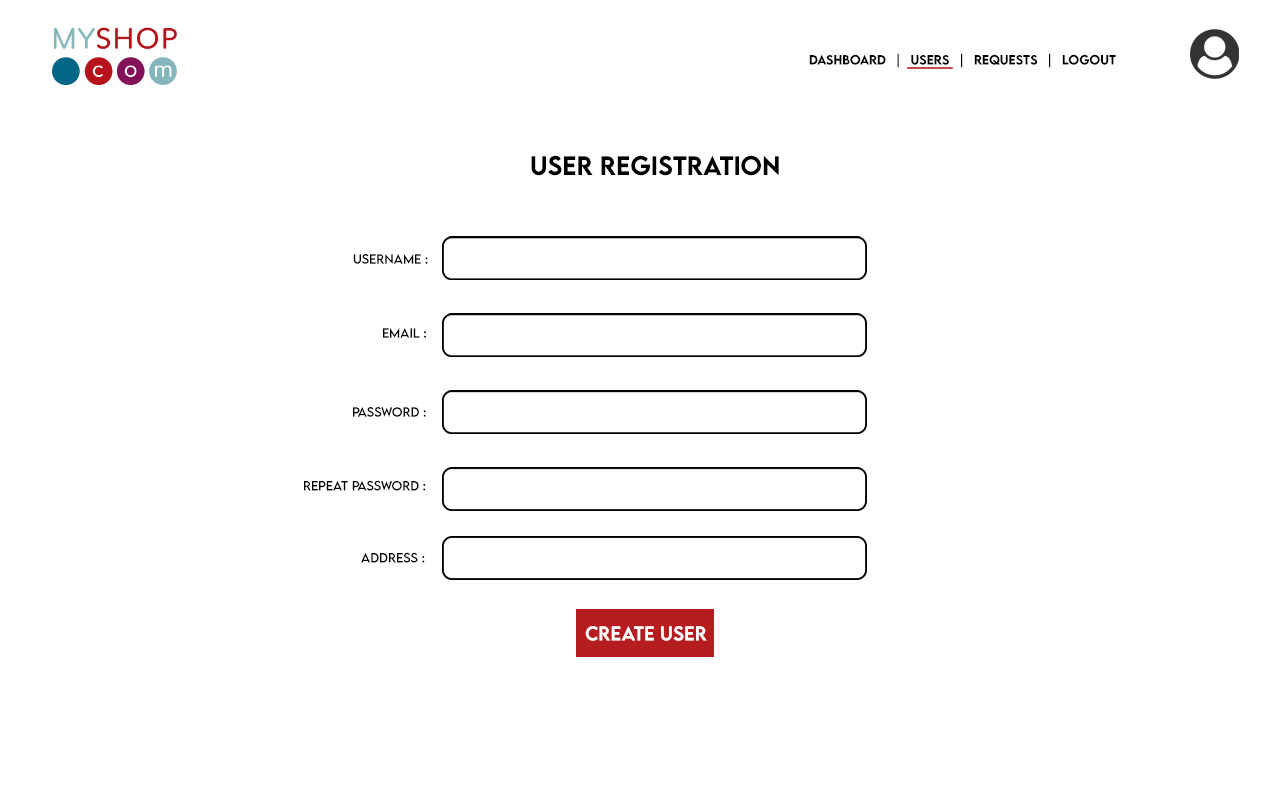 MYSHOP
com
DASHBOARD | USERS | REQUESTS | LOGOUT
USER REGISTRATION
USERNAME :
EMAIL :
PASSWORD :
REPEAT PASSWORD :
ADDRESS :
CREATE USER